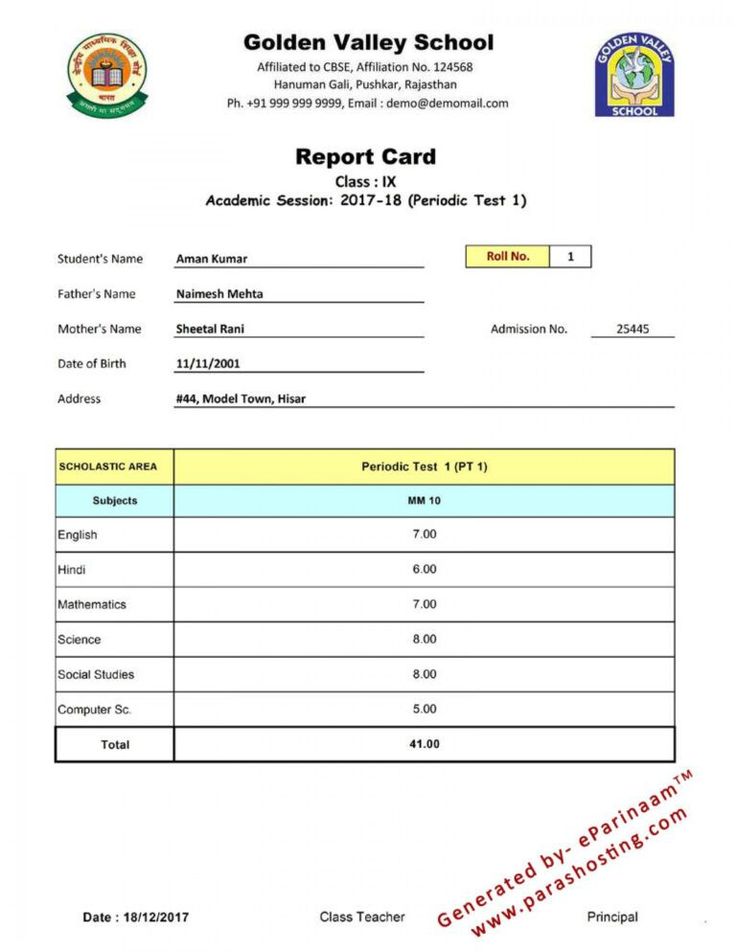 Golden Valley School
Affiliated to CBSE, Affiliation No. 124568
Hanuman Gali, Pushkar, Rajasthan
Ph. +91 999 999 9999, Email : demo@demomail.com
केन्द्रीय माध्यमिक शिक्षा बोर्ड
भारत
GOLDEN VALLEY
SCHOOL
Report Card
Class : IX
Academic Session: 2017-18 (Periodic Test 1)
Student's Name Aman Kumar Roll No. 1
Father's Name Naimesh Mehta
Mother's Name Sheetal Rani Admission No. 25445
Date of Birth 11/11/2001
Address #44, Model Town, Hisar
SCHOLASTIC AREA Periodic Test 1 (PT 1)
Subjects MM 10
English 7.00
Hindi 6.00
Mathematics 7.00
Science 8.00
Social Studies 8.00
Computer Sc. 5.00
Total 41.00
Generated by- eParinaam™
www.parashosting.com
Date : 18/12/2017 Class Teacher Principal